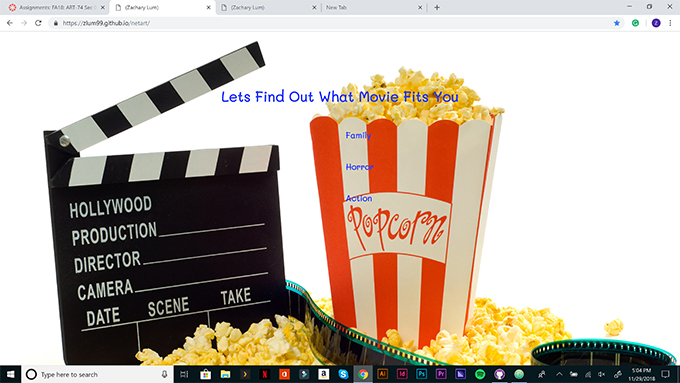 Assignments: FA18: ART-74 Sec
(Zachary Lum)
(Zachary Lum)
New Tab
https://zlum99.github.io/netart/
Lets Find Out What Movie Fits You
Family
Horror
Action
HOLLYWOOD
PRODUCTION
DIRECTOR
CAMERA
DATE SCENE TAKE
POPCORN
Type here to search
5:04 PM
11/29/2018